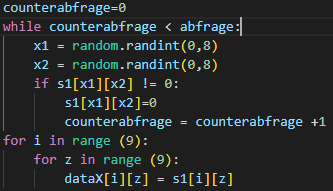 counterabfrage=0
while counterabfrage < abfrage:
    x1 = random.randint(0,8)
    x2 = random.randint(0,8)
    if s1[x1][x2] != 0:
        s1[x1][x2]=0
        counterabfrage = counterabfrage +1
for i in range (9):
    for z in range (9):
        dataX[i][z] = s1[i][z]